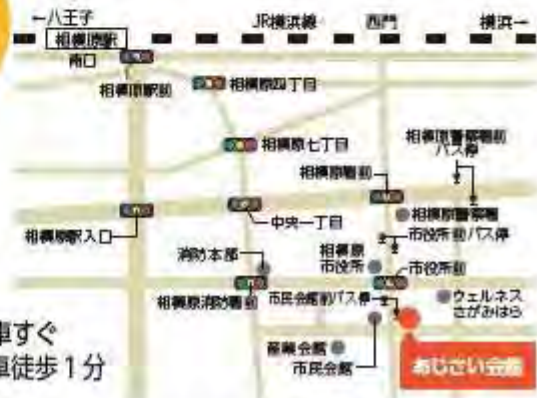 ←八王子
JR横浜線
西門
横浜→
相模原駅
南口
相模原駅前
相模原四丁目
相模原七丁目
相模原警察署前
バス停
相模原署前
相模原警察署
中央一丁目
市役所前バス停
相模原駅入口
消防本部
相模原
市役所
市役所前
相模原消防署前
市民会館前バス停
ウェルネス
さがみはら
車すぐ
産業会館
車徒歩1分
市民会館
あじさい会館